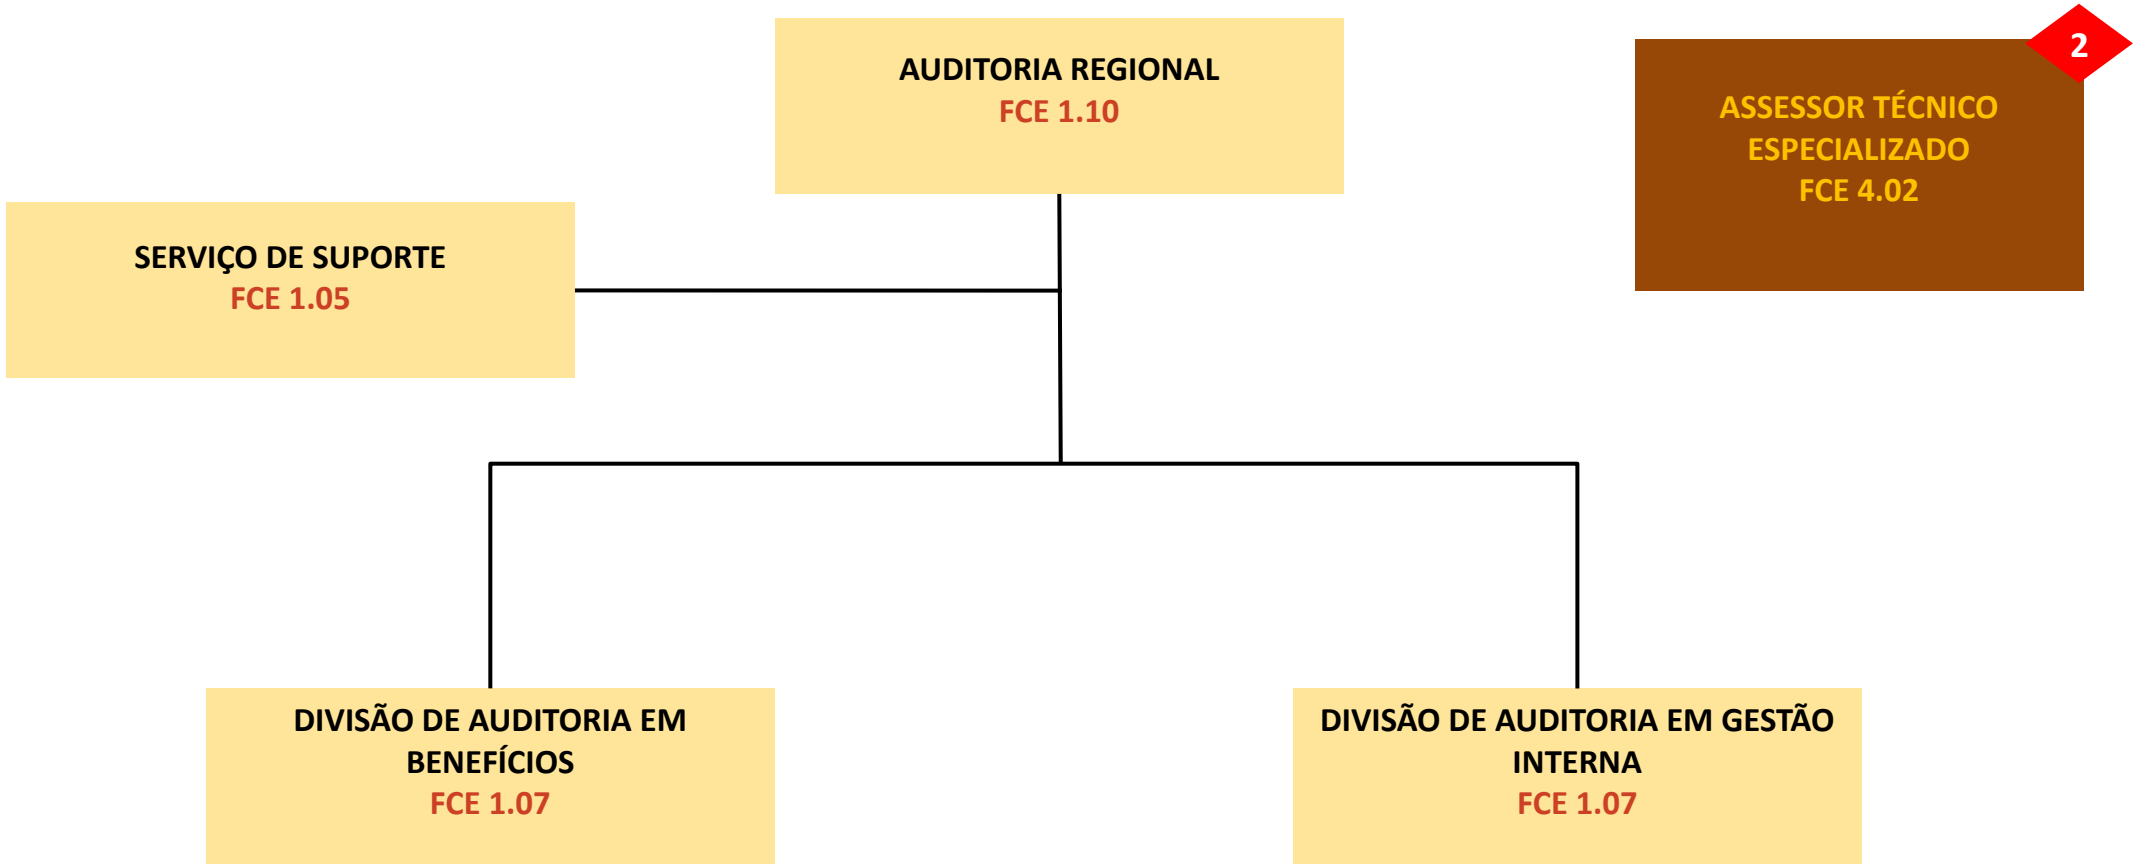 AUDITORIA REGIONAL
FCE 1.10
2
ASSESSOR TÉCNICO
ESPECIALIZADO
FCE 4.02
SERVIÇO DE SUPORTE
FCE 1.05
DIVISÃO DE AUDITORIA EM
BENEFÍCIOS
FCE 1.07
DIVISÃO DE AUDITORIA EM GESTÃO
INTERNA
FCE 1.07